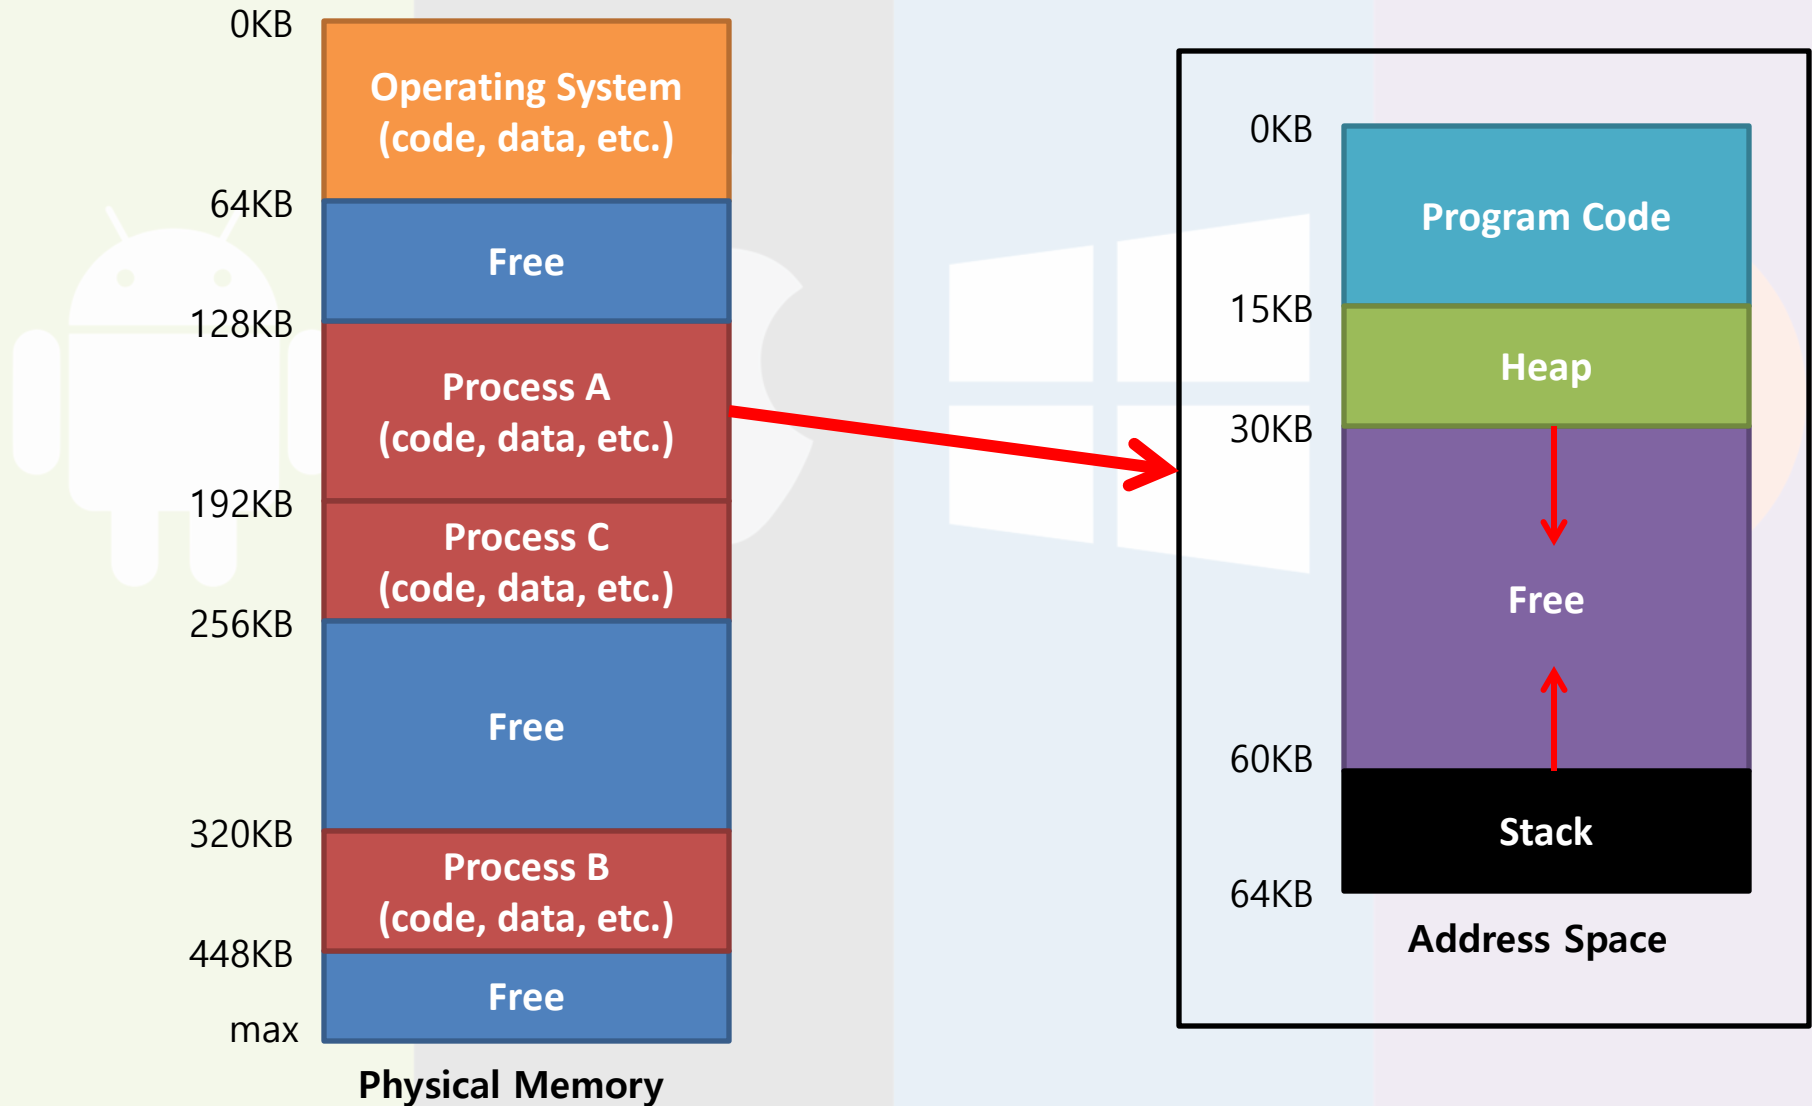 0KB
Operating System
(code, data, etc.)
64KB
Free
128KB
Process A
(code, data, etc.)
192KB
Process C
(code, data, etc.)
256KB
Free
320KB
Process B
(code, data, etc.)
448KB
Free
max
Physical Memory
0KB
Program Code
15KB
Heap
30KB
Free
60KB
Stack
64KB
Address Space